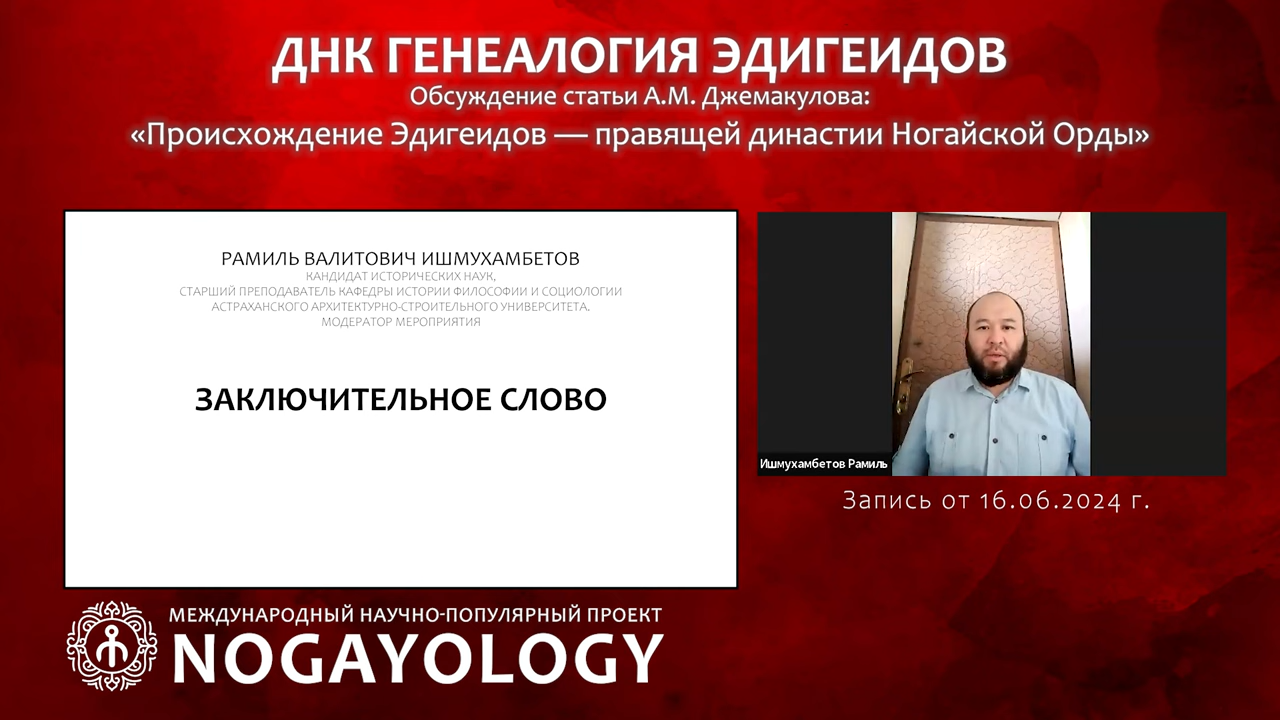 ДНК ГЕНЕАЛОГИЯ ЭДИГЕИДОВ
Обсуждение статьи А.М. Джемакулова:
«Происхождение Эдигеидов — правящей династии Ногайской Орды»
РАМИЛЬ ВАЛИТОВИЧ ИШМУХАМБЕТОВ
КАНДИДАТ ИСТОРИЧЕСКИХ НАУК,
СТАРШИЙ ПРЕПОДАВАТЕЛЬ КАФЕДРЫ ИСТОРИИ ФИЛОСОФИИ И СОЦИОЛОГИИ
АСТРАХАНСКОГО АРХИТЕКТУРНО-СТРОИТЕЛЬНОГО УНИВЕРСИТЕТА.
МОДЕРАТОР МЕРОПРИЯТИЯ
ЗАКЛЮЧИТЕЛЬНОЕ СЛОВО
Ишмухамбетов Рамиль
Запись от 16.06.2024 г.
МЕЖДУНАРОДНЫЙ НАУЧНО-ПОПУЛЯРНЫЙ ПРОЕКТ
NOGAYOLOGY